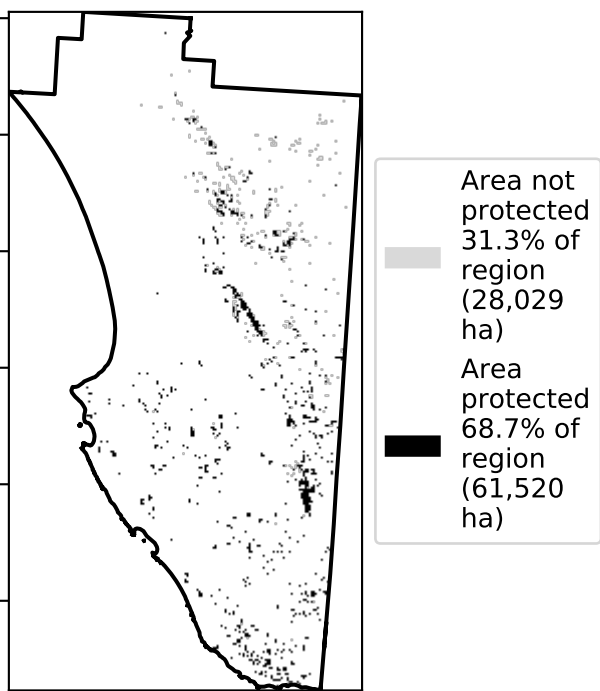 Area not
protected
31.3% of
region
(28,029
ha)
Area
protected
68.7% of
region
(61,520
ha)